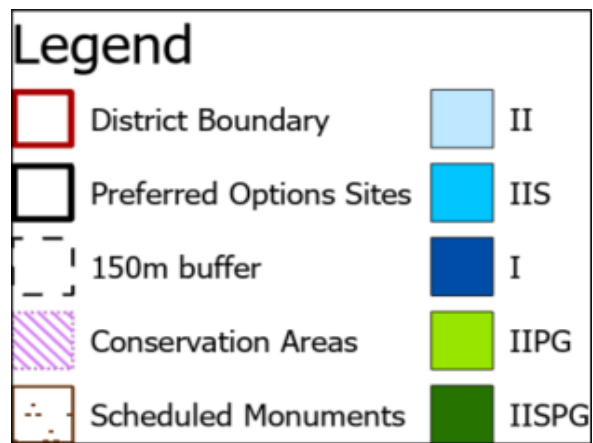 Legend
District Boundary
Preferred Options Sites
150m buffer
Conservation Areas
Scheduled Monuments
II
IIS
I
IIPG
IISPG